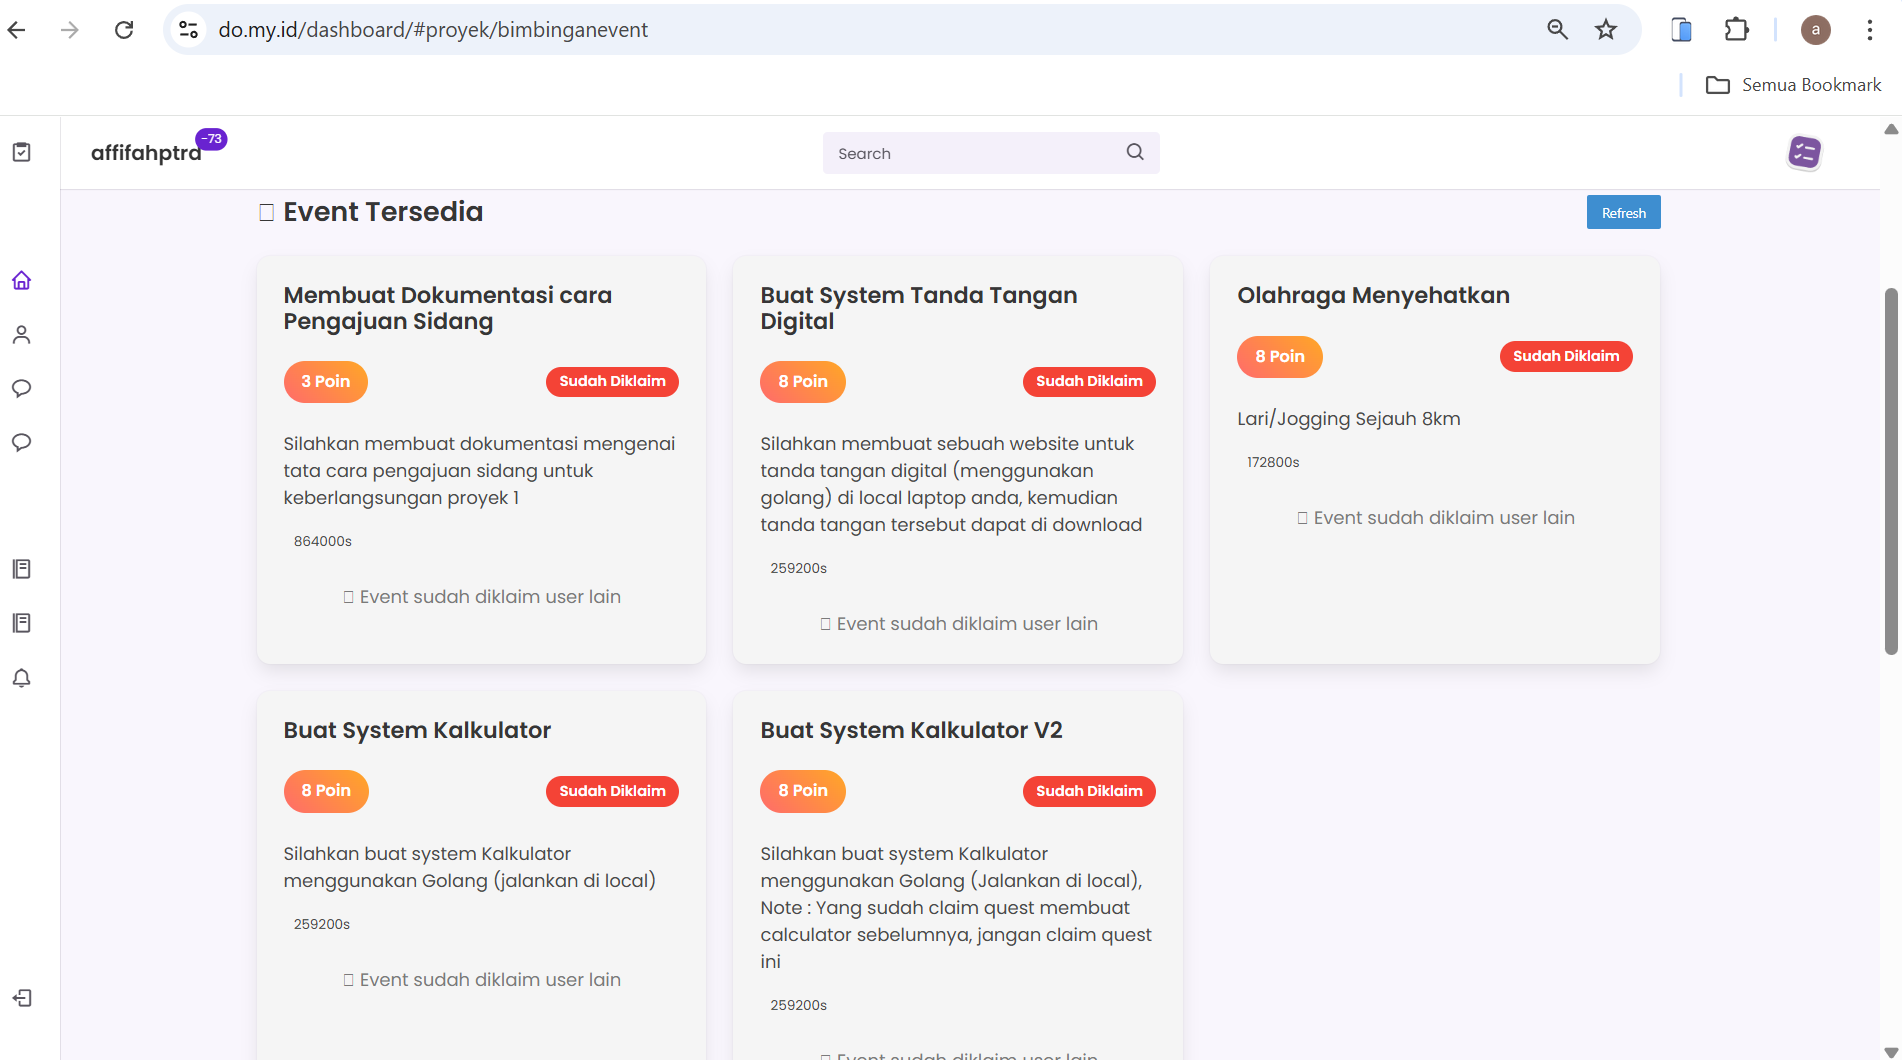 do.my.id/dashboard/#proyek/bimbinganevent
a
Semua Bookmark
affifahptrd
-73
Search
Event Tersedia
Refresh
Membuat Dokumentasi cara
Pengajuan Sidang
3 Poin
Sudah Diklaim
Silahkan membuat dokumentasi mengenai
tata cara pengajuan sidang untuk
keberlangsungan proyek 1
864000s
Event sudah diklaim user lain
Buat System Tanda Tangan
Digital
8 Poin
Sudah Diklaim
Silahkan membuat sebuah website untuk
tanda tangan digital (menggunakan
golang) di local laptop anda, kemudian
tanda tangan tersebut dapat di download
259200s
Event sudah diklaim user lain
Olahraga Menyehatkan
8 Poin
Sudah Diklaim
Lari/Jogging Sejauh 8km
172800s
Event sudah diklaim user lain
Buat System Kalkulator
8 Poin
Sudah Diklaim
Silahkan buat system Kalkulator
menggunakan Golang (jalankan di local)
259200s
Event sudah diklaim user lain
Buat System Kalkulator V2
8 Poin
Sudah Diklaim
Silahkan buat system Kalkulator
menggunakan Golang (Jalankan di local),
Note : Yang sudah claim quest membuat
calculator sebelumnya, jangan claim quest
ini
259200s
Event sudah diklaim user lain